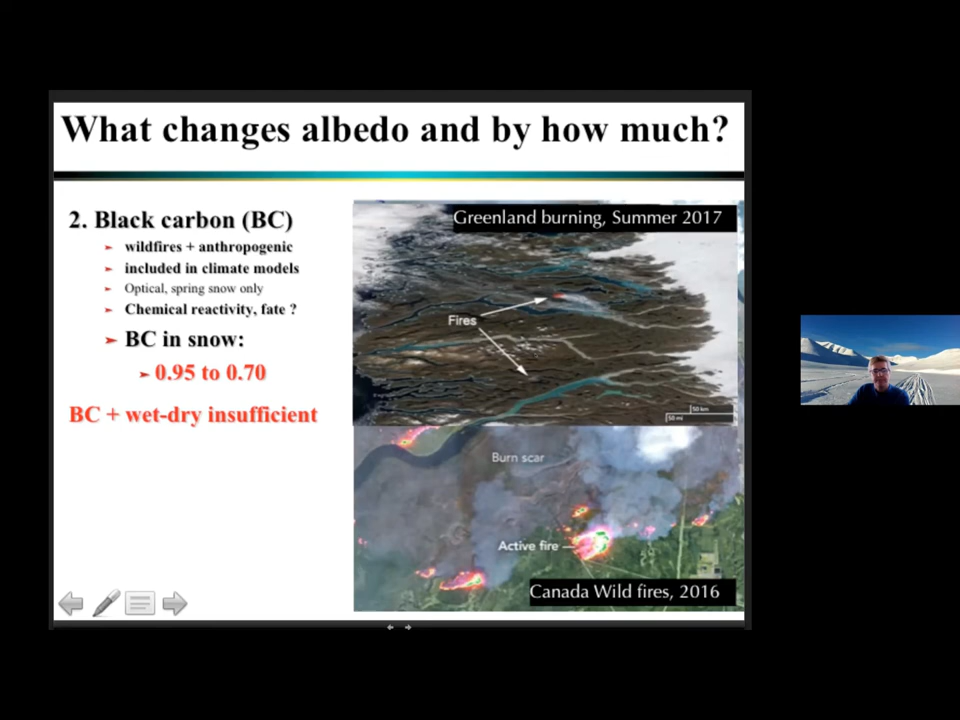 What changes albedo and by how much?
2. Black carbon (BC)
wildfires + anthropogenic
included in climate models
Optical, spring snow only
Chemical reactivity, fate ?
BC in snow:
0.95 to 0.70
BC + wet-dry insufficient
Greenland burning, Summer 2017
Fires
50 km
50 mi
Burn scar
Active fire
Canada Wild fires, 2016